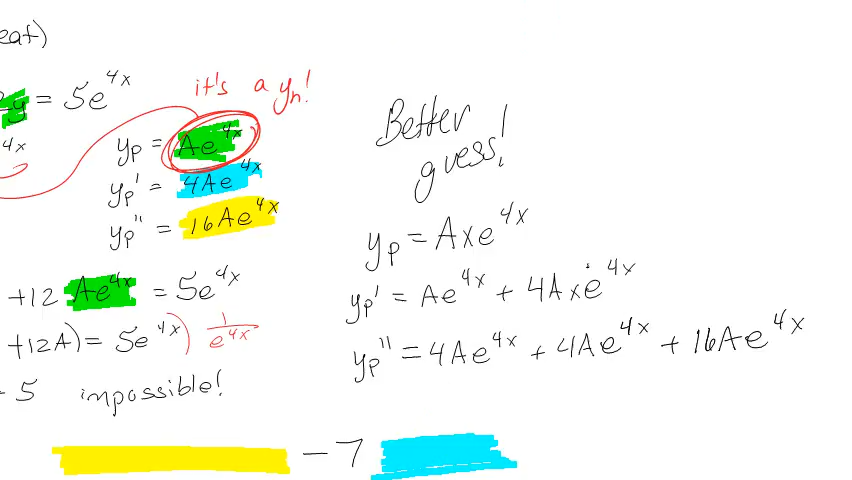 eat)
y = 5e^{4x}
it's a y_h!
4x
y_p = Ae^{4x}
y_p' = 4Ae^{4x}
y_p'' = 16Ae^{4x}
+12 Ae^{4x} = 5e^{4x}
+12A) = 5e^{4x}) \frac{1}{e^{4x}}
5 impossible!
Better
guess!
y_p = Axe^{4x}
y_p' = Ae^{4x} + 4Axe^{4x}
y_p'' = 4Ae^{4x} + 4Ae^{4x} + 16Ae^{4x}
- 7